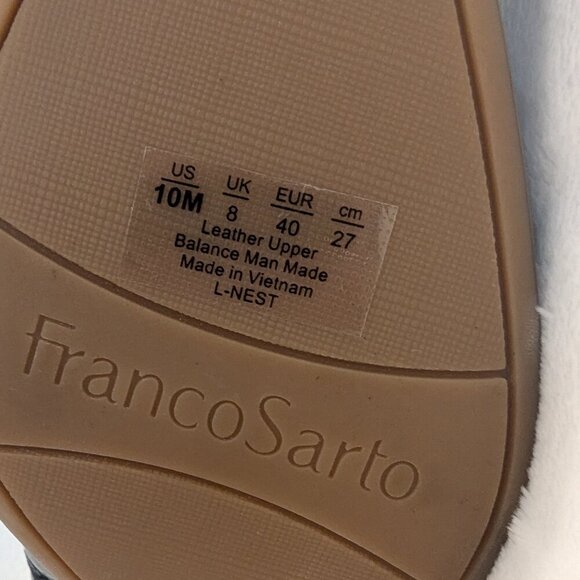 US UK EUR cm
10M 8 40 27
Leather Upper
Balance Man Made
Made in Vietnam
L-NEST
FrancoSarto